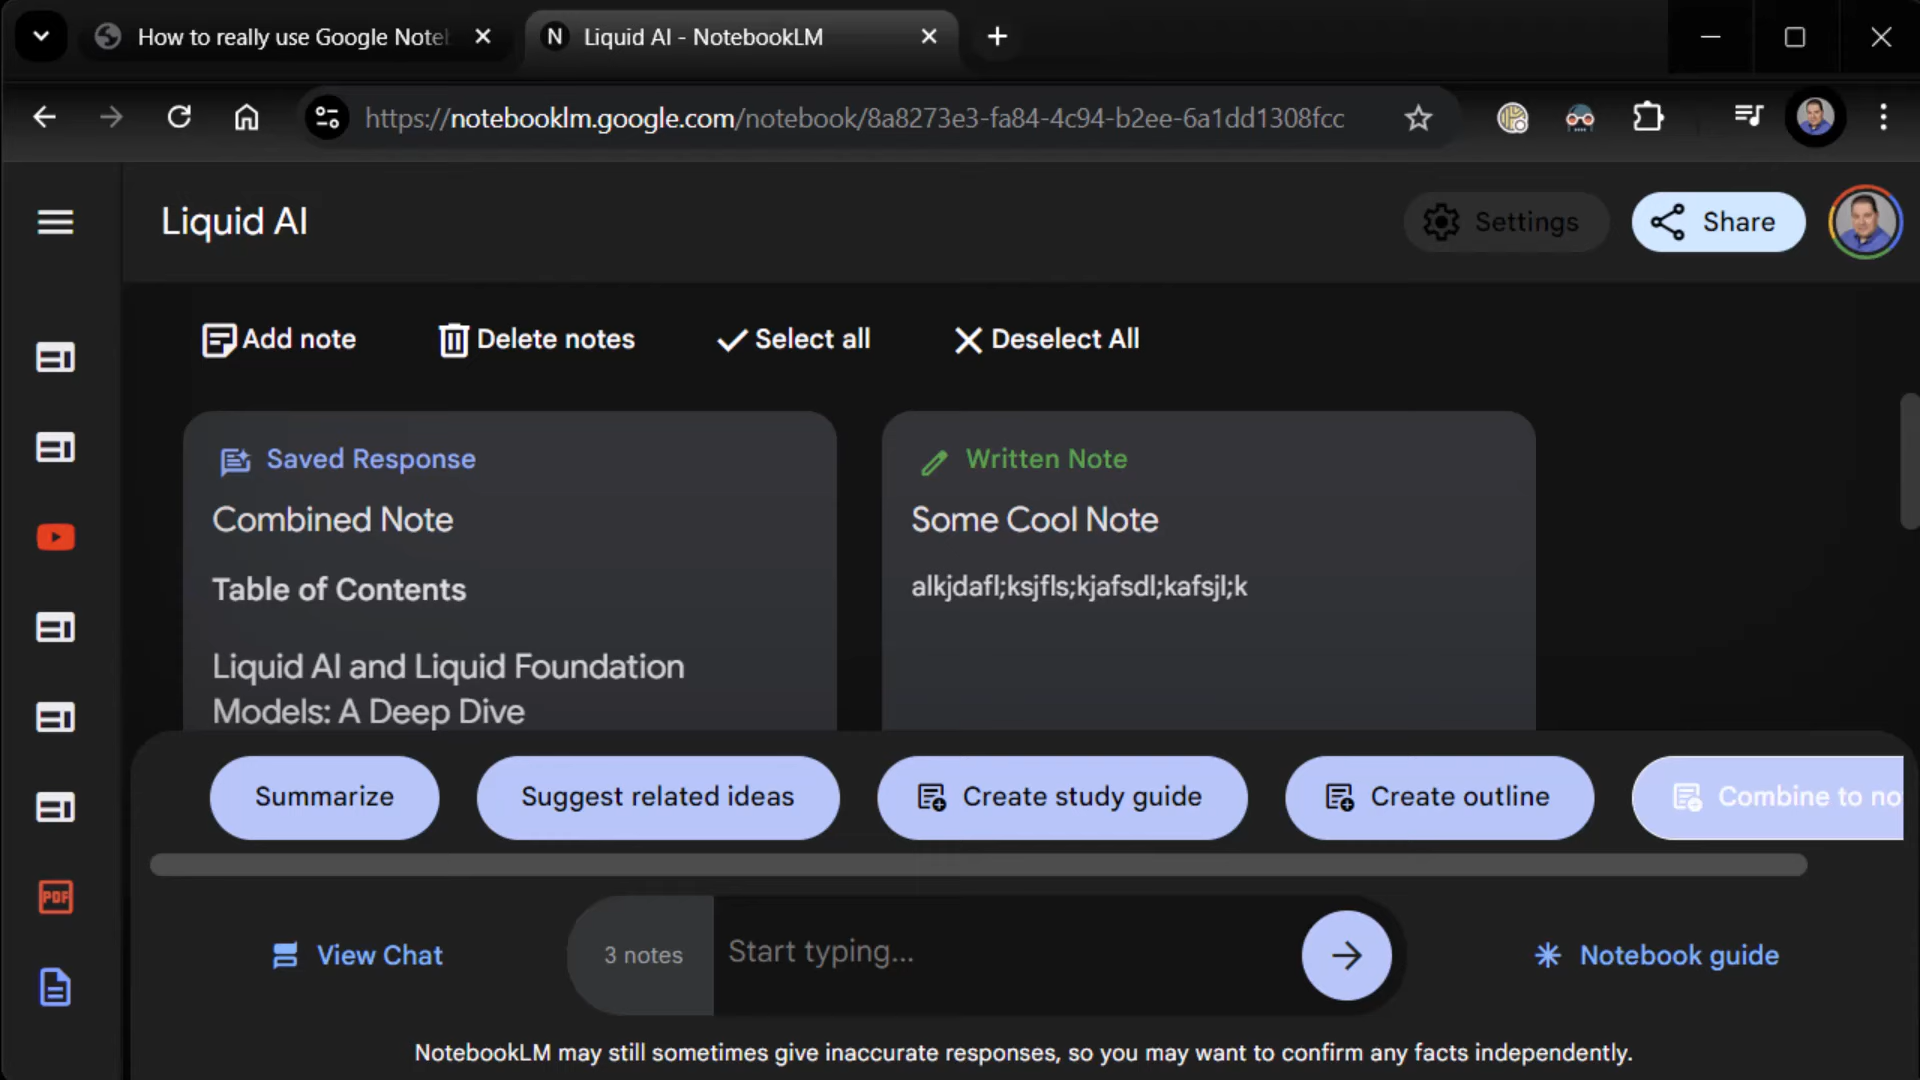 How to really use Google Note
Liquid AI - NotebookLM
https://notebooklm.google.com/notebook/8a8273e3-fa84-4c94-b2ee-6a1dd1308fcc
Liquid AI
Settings
Share
Add note
Delete notes
Select all
Deselect All
Saved Response
Combined Note
Table of Contents
Liquid AI and Liquid Foundation
Models: A Deep Dive
Written Note
Some Cool Note
alkjdafl;ksjfls;kjafsdl;kafsjl;k
Summarize
Suggest related ideas
Create study guide
Create outline
Combine to no
PDF
View Chat
3 notes
Start typing...
Notebook guide
NotebookLM may still sometimes give inaccurate responses, so you may want to confirm any facts independently.